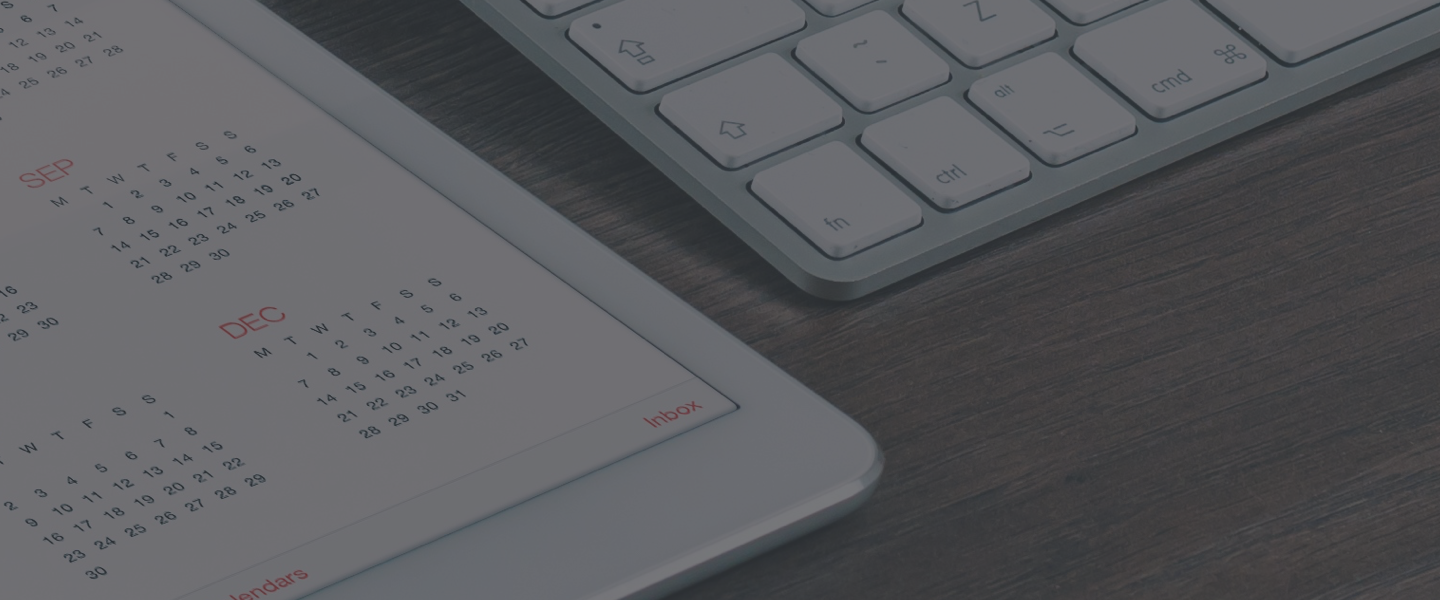 6 7
12 13 14
18 19 20 21
25 26 27 28
SEP
M T W T F S S
1 2 3 4 5 6
7 8 9 10 11 12 13
14 15 16 17 18 19 20
21 22 23 24 25 26 27
28 29 30
16
23
29 30
DEC
M T W T F S S
1 2 3 4 5 6
7 8 9 10 11 12 13
14 15 16 17 18 19 20
21 22 23 24 25 26 27
28 29 30 31
W T F S S
1
2 3 4 5 6 7 8
9 10 11 12 13 14 15
16 17 18 19 20 21 22
23 24 25 26 27 28 29
30
lendars
Inbox
Z
~
alt
cmd ⌘
ctrl
fn